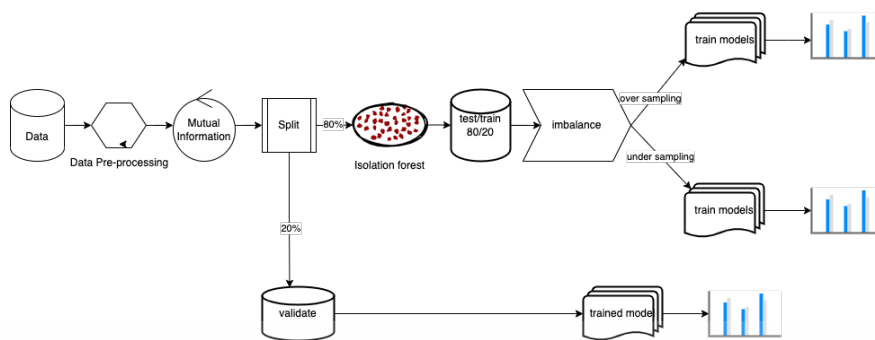 train models
over sampling
Data
Data Pre-processing
Mutual
Information
Split
80%
Isolation forest
test/train
80/20
imbalance
under sampling
train models
20%
validate
trained model